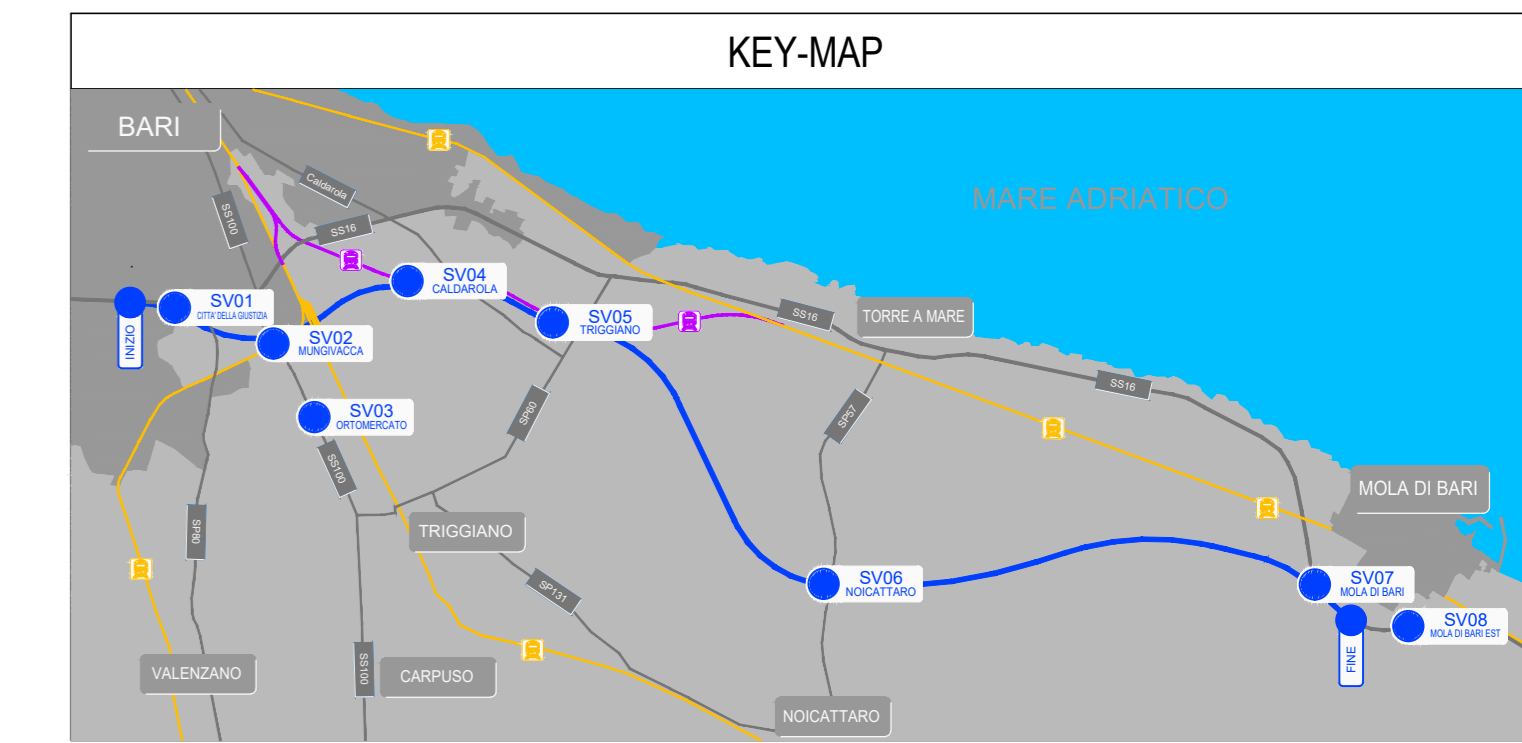 KEY-MAP
BARI
MARE ADRIATICO
Caldarola
SS100
SS16
SV04
CALDAROLA
SV01
CITTA' DELLA GIUSTIZIA
INIZIO
SV02
MUNGIVACCA
SV05
TRIGGIANO
SS16
TORRE A MARE
SS16
SV03
ORTOMERCATO
SP60
SP57
SS100
MOLA DI BARI
SP80
TRIGGIANO
SP131
SV06
NOICATTARO
SV07
MOLA DI BARI
SV08
MOLA DI BARI EST
FINE
VALENZANO
SS100
CARPUSO
NOICATTARO